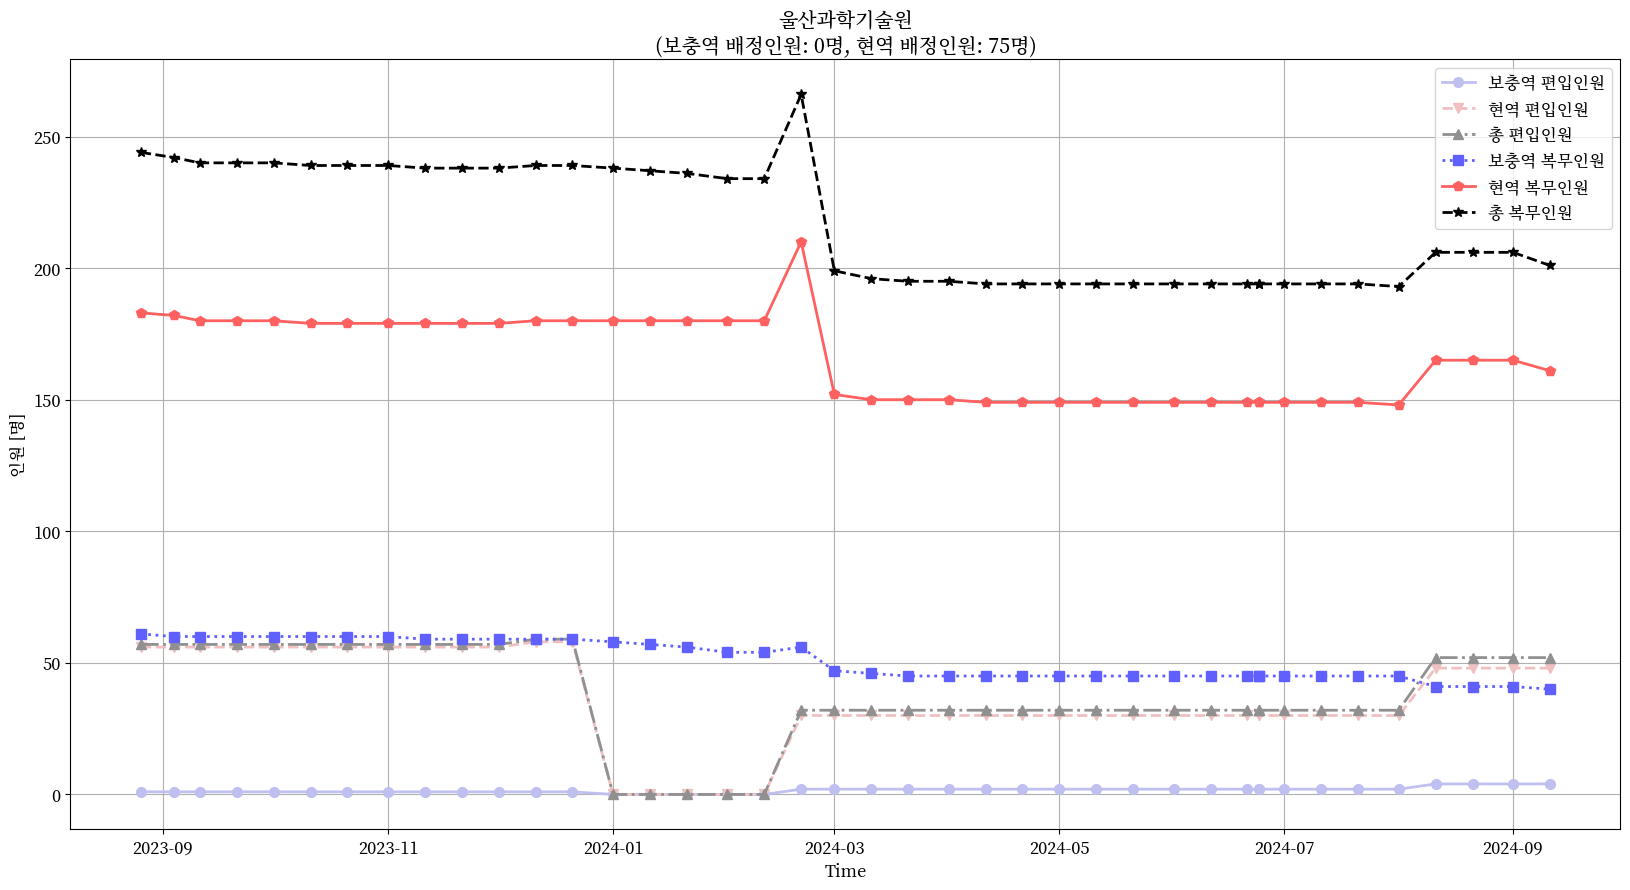 울산과학기술원
(보충역 배정인원: 0명, 현역 배정인원: 75명)
보충역 편입인원
현역 편입인원
총 편입인원
보충역 복무인원
현역 복무인원
총 복무인원
인원 [명]
250
200
150
100
50
0
2023-09
2023-11
2024-01
2024-03
2024-05
2024-07
2024-09
Time